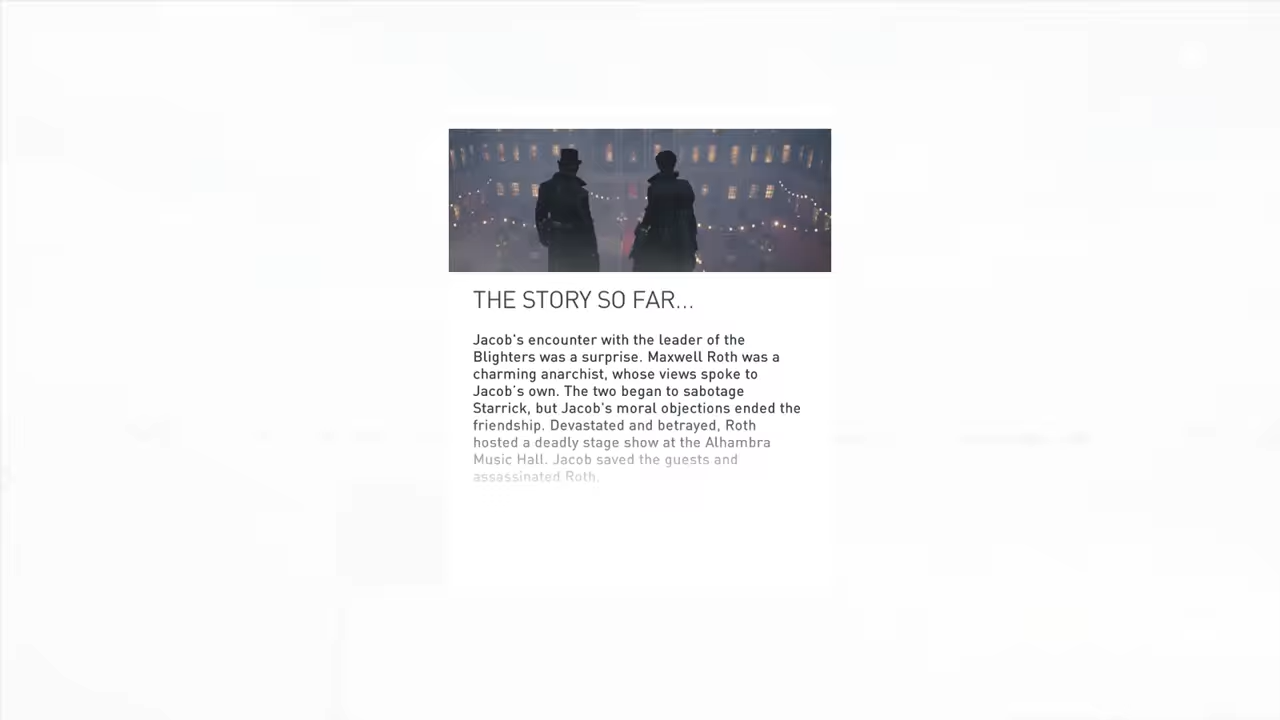 THE STORY SO FAR...
Jacob's encounter with the leader of the
Blighters was a surprise. Maxwell Roth was a
charming anarchist, whose views spoke to
Jacob's own. The two began to sabotage
Starrick, but Jacob's moral objections ended the
friendship. Devastated and betrayed, Roth
hosted a deadly stage show at the Alhambra
Music Hall. Jacob saved the guests and
assassinated Roth.